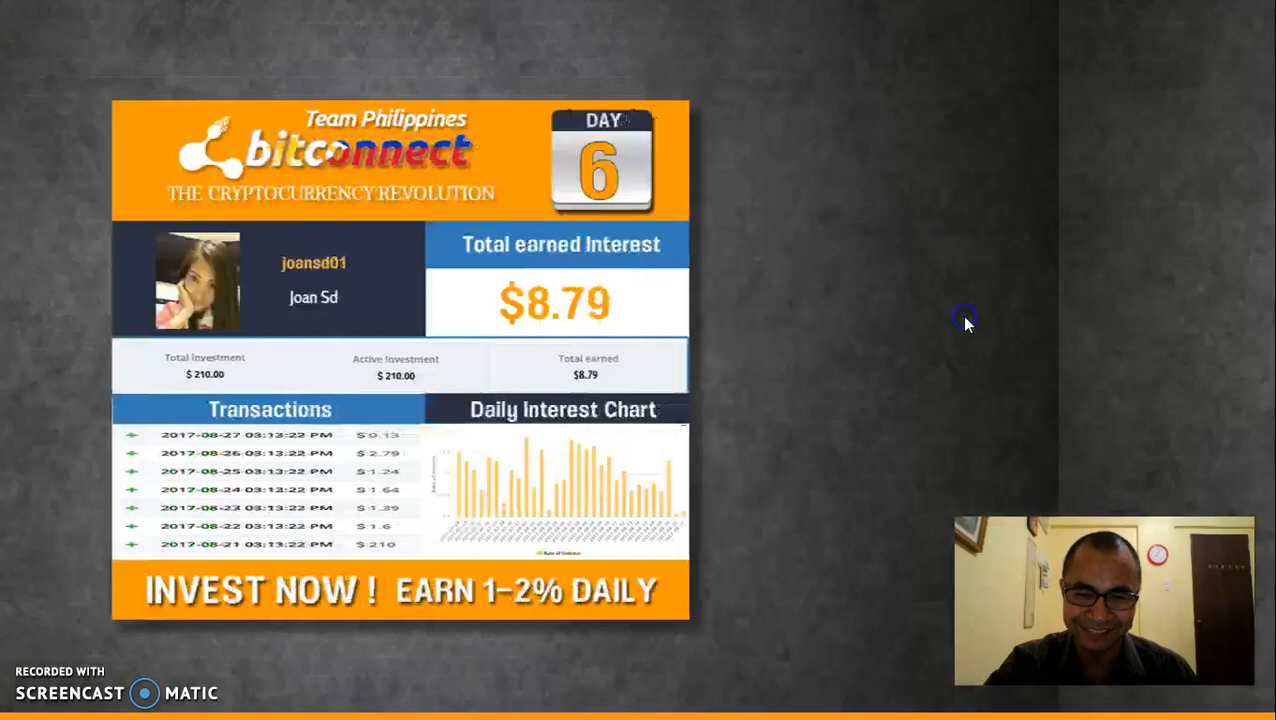 Team Philippines
bitconnect
THE CRYPTOCURRENCY REVOLUTION
DAY
6
joansd01
Joan Sd
Total earned Interest
$8.79
Total investment
$ 210.00
Active Investment
$ 210.00
Total earned
$8.79
Transactions
Daily Interest Chart
2017-08-27 03:13:22 PM $ 0.13
2017-08-26 03:13:22 PM $ 2.79
2017-08-25 03:13:22 PM $ 1.24
2017-08-24 03:13:22 PM $ 1.64
2017-08-23 03:13:22 PM $ 1.39
2017-08-22 03:13:22 PM $ 1.6
2017-08-21 03:13:22 PM $ 210
INVEST NOW ! EARN 1-2% DAILY
RECORDED WITH
SCREENCAST MATIC